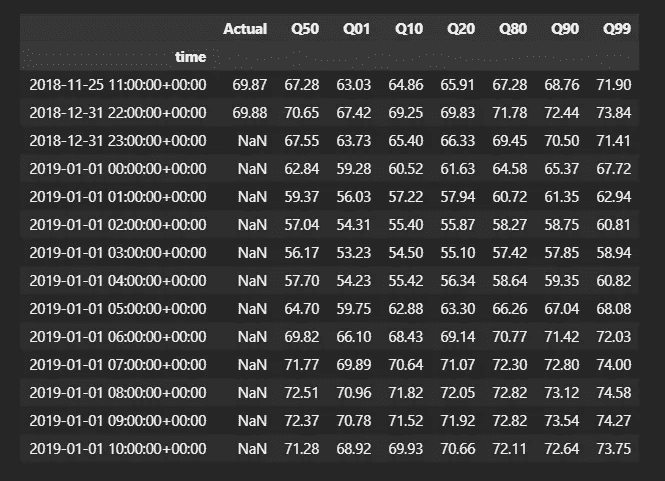 Actual Q50 Q01 Q10 Q20 Q80 Q90 Q99
time
2018-11-25 11:00:00+00:00 69.87 67.28 63.03 64.86 65.91 67.28 68.76 71.90
2018-12-31 22:00:00+00:00 69.88 70.65 67.42 69.25 69.83 71.78 72.44 73.84
2018-12-31 23:00:00+00:00 NaN 67.55 63.73 65.40 66.33 69.45 70.50 71.41
2019-01-01 00:00:00+00:00 NaN 62.84 59.28 60.52 61.63 64.58 65.37 67.72
2019-01-01 01:00:00+00:00 NaN 59.37 56.03 57.22 57.94 60.72 61.35 62.94
2019-01-01 02:00:00+00:00 NaN 57.04 54.31 55.40 55.87 58.27 58.75 60.81
2019-01-01 03:00:00+00:00 NaN 56.17 53.23 54.50 55.10 57.42 57.85 58.94
2019-01-01 04:00:00+00:00 NaN 57.70 54.23 55.42 56.34 58.64 59.35 60.82
2019-01-01 05:00:00+00:00 NaN 64.70 59.75 62.88 63.30 66.26 67.04 68.08
2019-01-01 06:00:00+00:00 NaN 69.82 66.10 68.43 69.14 70.77 71.42 72.03
2019-01-01 07:00:00+00:00 NaN 71.77 69.89 70.64 71.07 72.30 72.80 74.00
2019-01-01 08:00:00+00:00 NaN 72.51 70.96 71.82 72.05 72.82 73.12 74.58
2019-01-01 09:00:00+00:00 NaN 72.37 70.78 71.52 71.92 72.82 73.54 74.27
2019-01-01 10:00:00+00:00 NaN 71.28 68.92 69.93 70.66 72.11 72.64 73.75